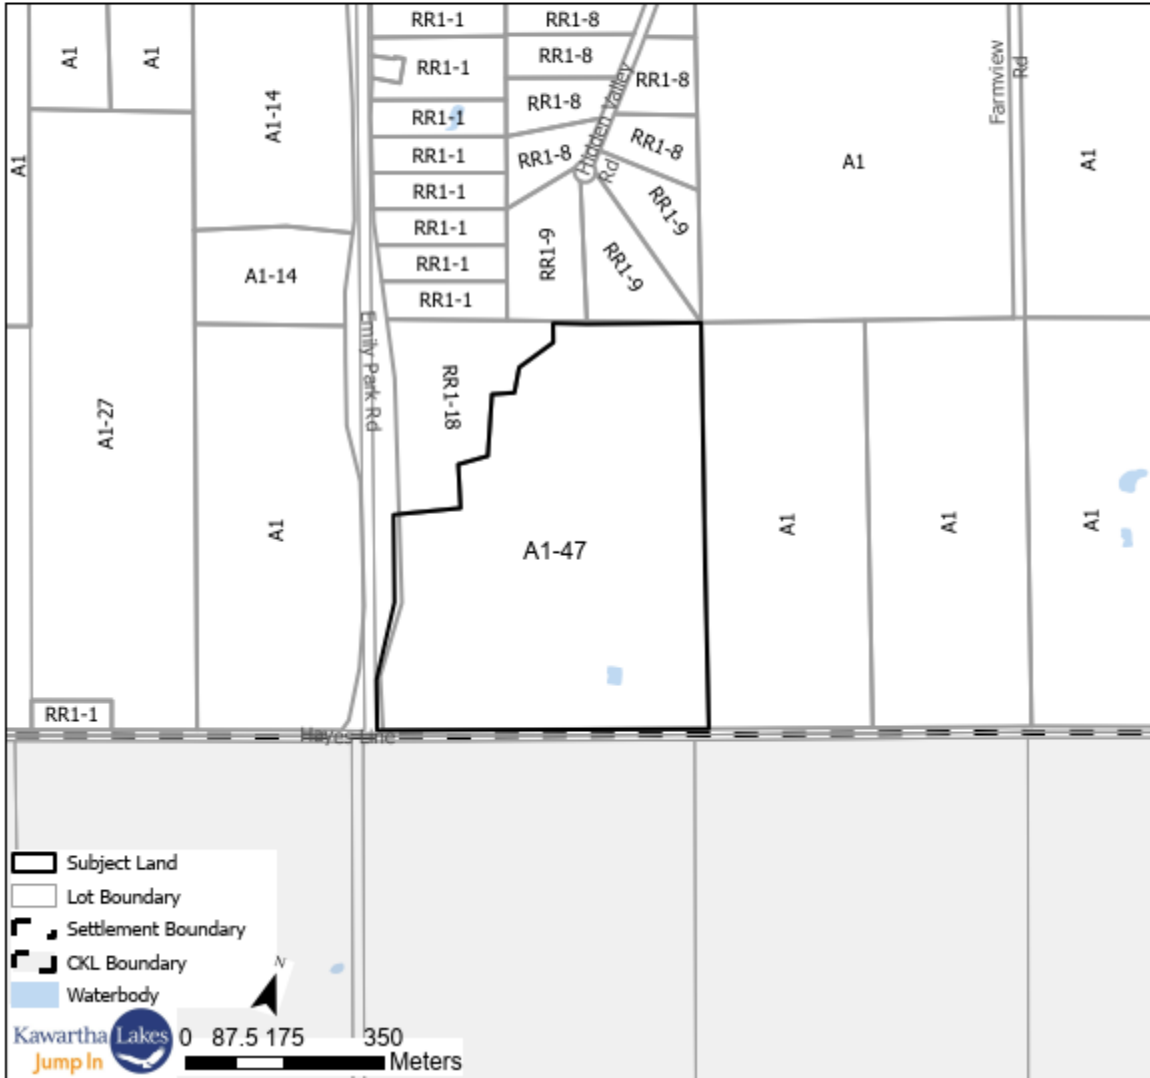 RR1-1
RR1-8
A1
A1
RR1-1
RR1-8
RR1-8
Farmview
Rd
A1-14
RR1-8
Hidden Valley
Rd
RR1-1
RR1-8
RR1-1
RR1-8
A1
A1
A1
RR1-1
RR1-9
RR1-1
RR1-9
RR1-9
RR1-1
A1-14
RR1-1
Emily Park Rd
RR1-18
A1-27
A1
A1-47
A1
A1
A1
RR1-1
Hayes Line
Subject Land
Lot Boundary
Settlement Boundary
CKL Boundary
Waterbody
N
Kawartha Lakes
Jump In
0 87.5 175 350
Meters